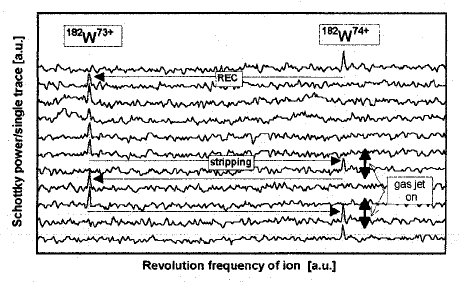 182W73+
182W74+
REC
stripping
gas jet
on
Schottky power/single trace [a.u.]
Revolution frequency of ion [a.u.]